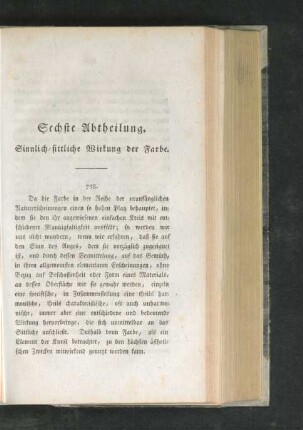 Sechste Abtheilung.
Sinnlich-sittliche Wirkung der Farbe.
758.
Da die Farbe in der Reihe der uranfänglichen
Naturerscheinungen einen so hohen Platz behauptet, in-
dem sie den ihr angewiesenen einfachen Kreis mit ent-
schiedener Mannigfaltigkeit ausfüllt; so werden wir
uns nicht wundern, wenn wir erfahren, daß sie auf
den Sinn des Auges, dem sie vorzüglich zugeeignet
ist, und durch dessen Vermittelung, auf das Gemüth,
in ihren allgemeinsten elementaren Erscheinungen, ohne
Bezug auf Beschaffenheit oder Form eines Materials,
an dessen Oberfläche wir sie gewahr werden, einzeln
eine specifische, in Zusammenstellung eine theils har-
monische, theils charakteristische, oft auch unharmo-
nische, immer aber eine entschiedene und bedeutende
Wirkung hervorbringe, die sich unmittelbar an das
Sittliche anschließt. Deßhalb denn Farbe, als ein
Element der Kunst betrachtet, zu den höchsten ästheti-
schen Zwecken mitwirkend genutzt werden kann.